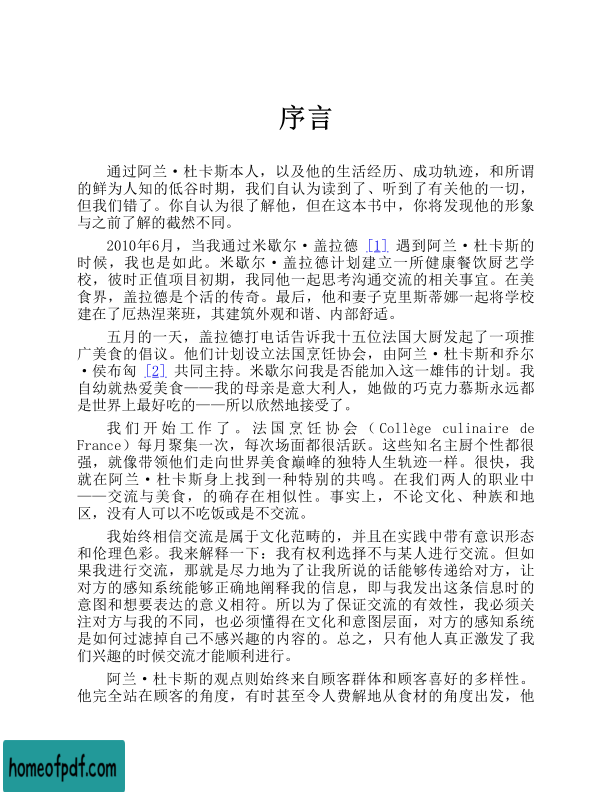 序言
通过阿兰·杜卡斯本人，以及他的生活经历、成功轨迹，和所谓
的鲜为人知的低谷时期，我们自认为读到了、听到了有关他的一切，
但我们错了。你自认为很了解他，但在这本书中，你将发现他的形象
与之前了解的截然不同。
2010年6月，当我通过米歇尔·盖拉德 [1] 遇到阿兰·杜卡斯的
时候，我也是如此。米歇尔·盖拉德计划建立一所健康餐饮厨艺学
校，彼时正值项目初期，我同他一起思考沟通交流的相关事宜。在美
食界，盖拉德是个活的传奇。最后，他和妻子克里斯蒂娜一起将学校
建在了厄热涅莱班，其建筑外观和谐、内部舒适。
五月的一天，盖拉德打电话告诉我十五位法国大厨发起了一项推
广美食的倡议。他们计划设立法国烹饪协会，由阿兰·杜卡斯和乔尔
·侯布匈 [2] 共同主持。米歇尔问我是否能加入这一雄伟的计划。我
自幼就热爱美食——我的母亲是意大利人，她做的巧克力慕斯永远都
是世界上最好吃的——所以欣然地接受了。
我们开始工作了。法国烹饪协会（Collège culinaire de
France）每月聚集一次，每次场面都很活跃。这些知名主厨个性都很
强，就像带领他们走向世界美食巅峰的独特人生轨迹一样。很快，我
就在阿兰·杜卡斯身上找到一种特别的共鸣。在我们两人的职业中
——交流与美食，的确存在相似性。事实上，不论文化、种族和地
区，没有人可以不吃饭或是不交流。
我始终相信交流是属于文化范畴的，并且在实践中带有意识形态
和伦理色彩。我来解释一下：我有权利选择不与某人进行交流。但如
果我进行交流，那就是尽力地为了让我所说的话能够传递给对方，让
对方的感知系统能够正确地阐释我的信息，即与我发出这条信息时的
意图和想要表达的意义相符。所以为了保证交流的有效性，我必须关
注对方与我的不同，也必须懂得在文化和意图层面，对方的感知系统
是如何过滤掉自己不感兴趣的内容的。总之，只有他人真正激发了我
们兴趣的时候交流才能顺利进行。
阿兰·杜卡斯的观点则始终来自顾客群体和顾客喜好的多样性。
他完全站在顾客的角度，有时甚至令人费解地从食材的角度出发，他
homeofpdf.com